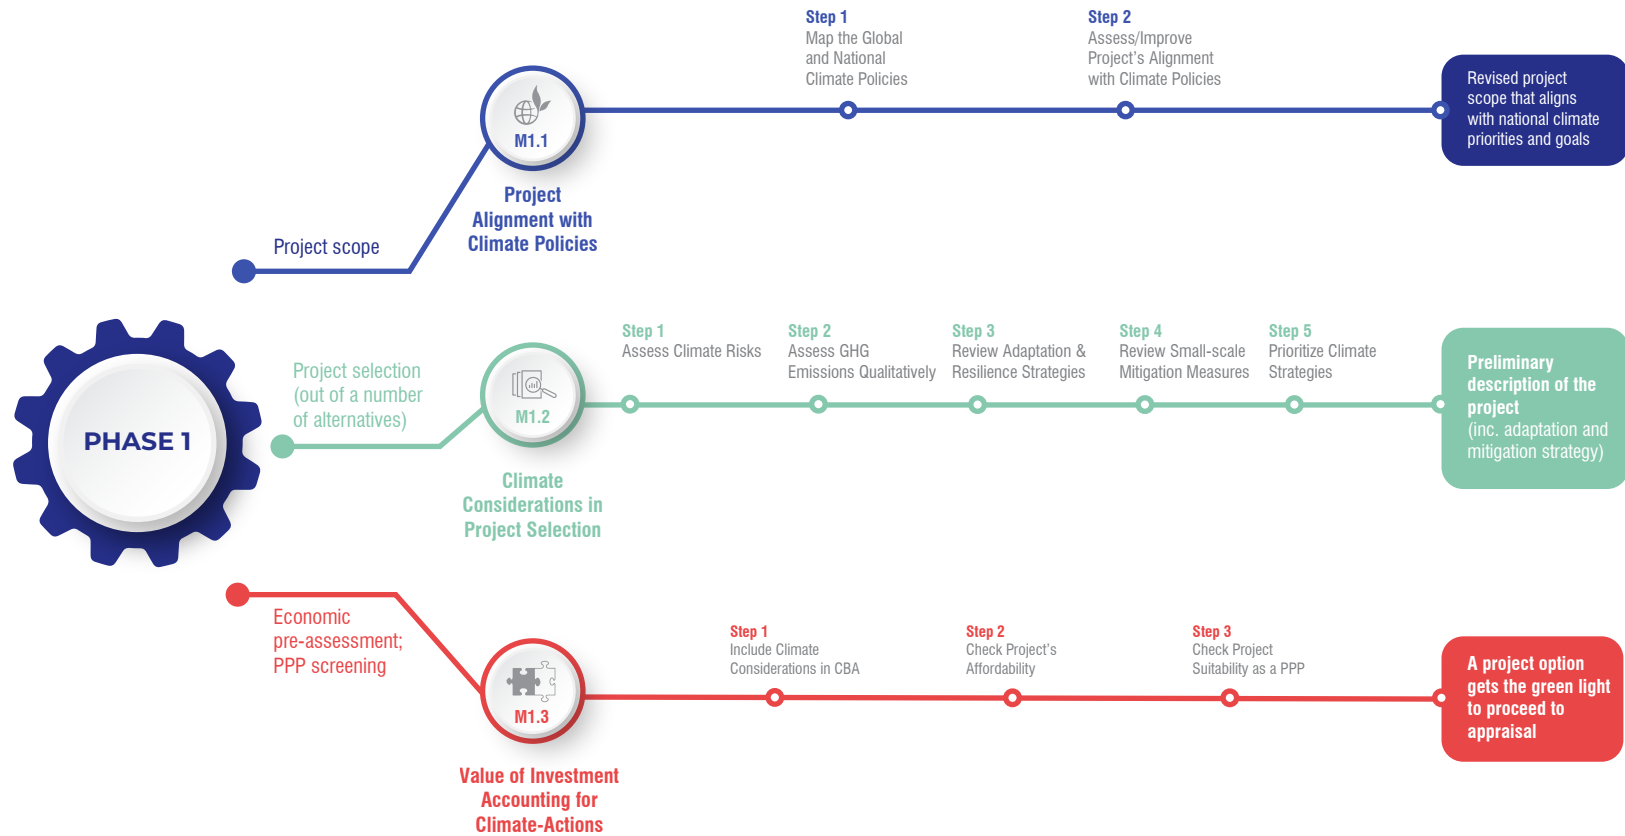 PHASE 1
Project scope
M1.1
Project
Alignment with
Climate Policies
Step 1
Map the Global
and National
Climate Policies
Step 2
Assess/Improve
Project's Alignment
with Climate Policies
Revised project
scope that aligns
with national climate
priorities and goals
Project selection
(out of a number
of alternatives)
M1.2
Climate
Considerations in
Project Selection
Step 1
Assess Climate Risks
Step 2
Assess GHG
Emissions Qualitatively
Step 3
Review Adaptation &
Resilience Strategies
Step 4
Review Small-scale
Mitigation Measures
Step 5
Prioritize Climate
Strategies
Preliminary
description of the
project
(inc. adaptation and
mitigation strategy)
Economic
pre-assessment;
PPP screening
M1.3
Value of Investment
Accounting for
Climate-Actions
Step 1
Include Climate
Considerations in CBA
Step 2
Check Project's
Affordability
Step 3
Check Project
Suitability as a PPP
A project option
gets the green light
to proceed to
appraisal